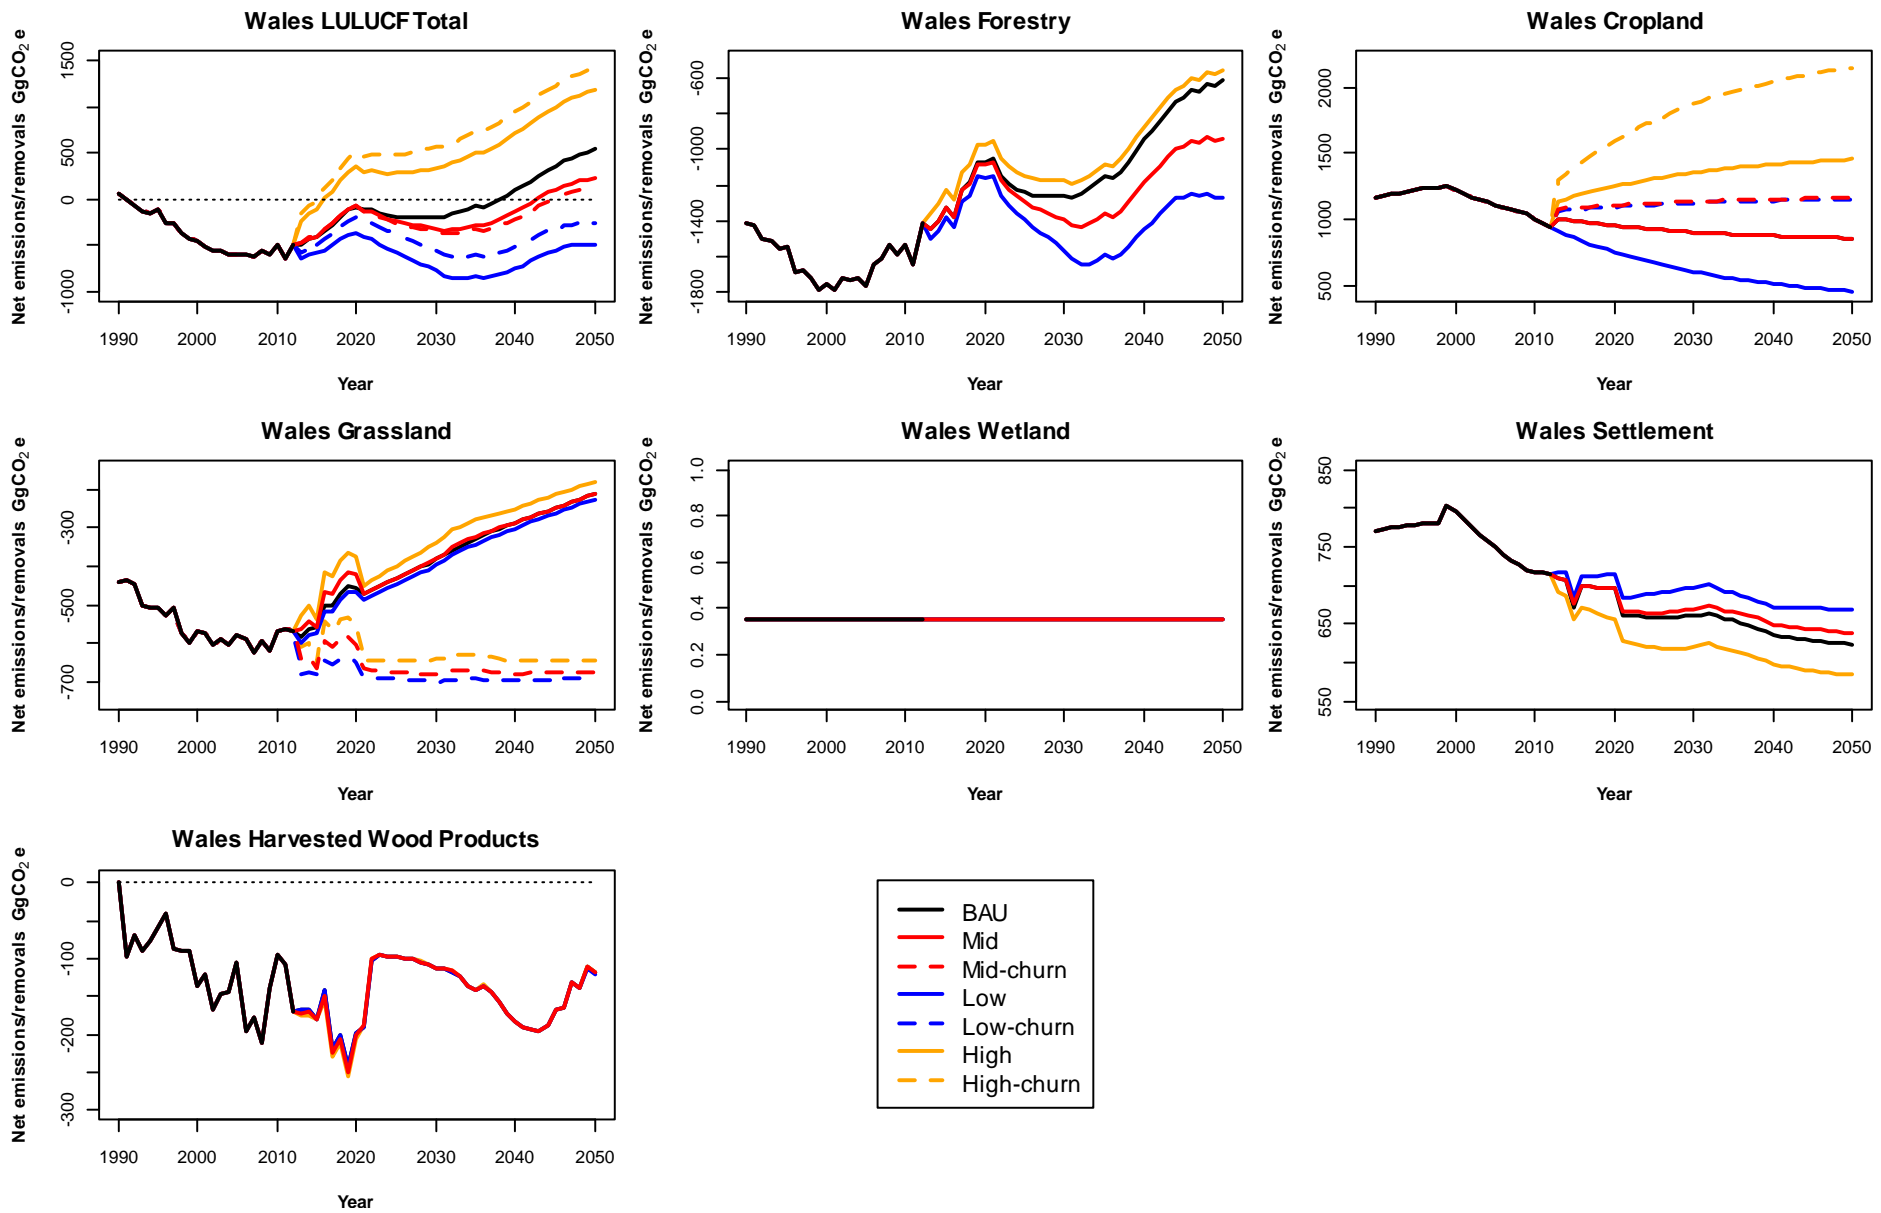 Wales LULUCF Total
Net emissions/removals GgCO2 e
1500
500
0
-1000
1990 2000 2010 2020 2030 2040 2050
Year
Wales Forestry
Net emissions/removals GgCO2 e
-600
-1000
-1400
-1800
1990 2000 2010 2020 2030 2040 2050
Year
Wales Cropland
Net emissions/removals GgCO2 e
2000
1500
1000
500
1990 2000 2010 2020 2030 2040 2050
Year
Wales Grassland
Net emissions/removals GgCO2 e
-300
-500
-700
1990 2000 2010 2020 2030 2040 2050
Year
Wales Wetland
Net emissions/removals GgCO2 e
1.0
0.8
0.6
0.4
0.2
0.0
1990 2000 2010 2020 2030 2040 2050
Year
Wales Settlement
Net emissions/removals GgCO2 e
850
750
650
550
1990 2000 2010 2020 2030 2040 2050
Year
Wales Harvested Wood Products
Net emissions/removals GgCO2 e
0
-100
-200
-300
1990 2000 2010 2020 2030 2040 2050
Year
BAU
Mid
Mid-churn
Low
Low-churn
High
High-churn